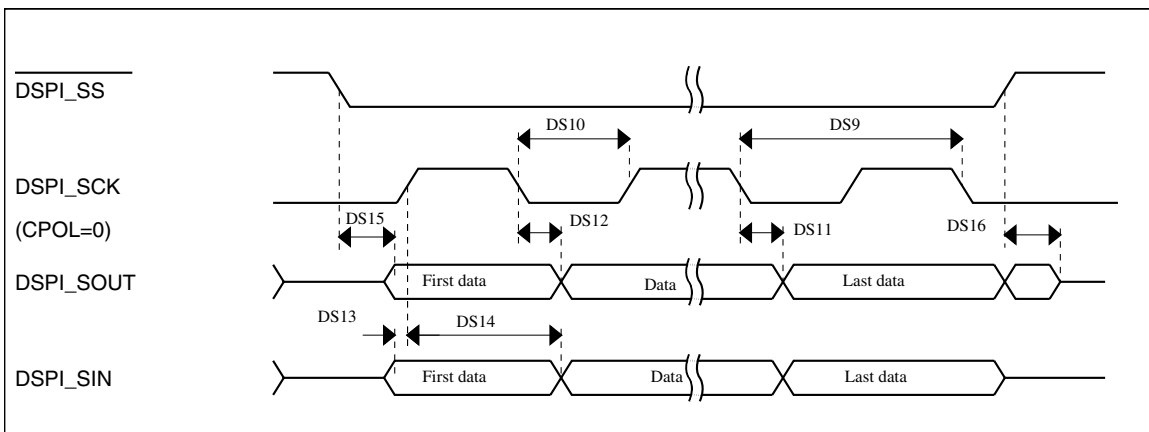 DSPI_SS
DS10
DS9
DSPI_SCK
(CPOL=0)
DS15
DS12
DS11
DS16
DSPI_SOUT
First data
Data
Last data
DS13
DS14
DSPI_SIN
First data
Data
Last data